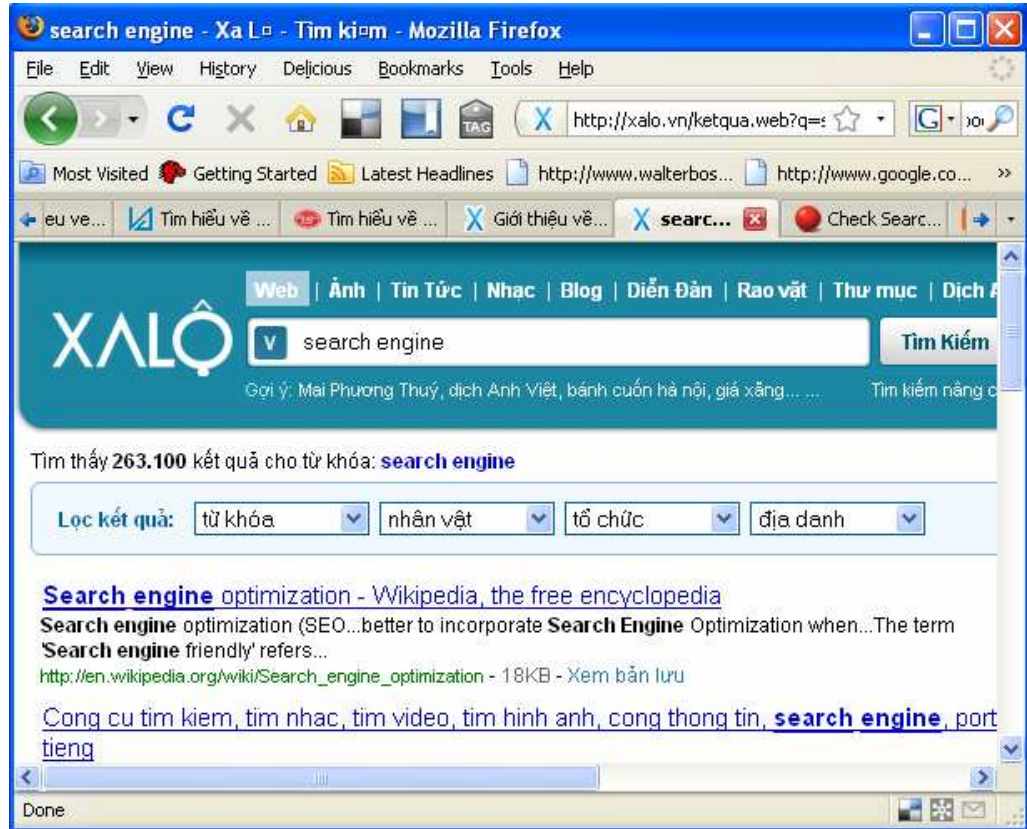 search engine - Xa L¤ - Tìm ki¤m - Mozilla Firefox
File Edit View History Delicious Bookmarks Tools Help
TAG X http://xalo.vn/ketqua.web?q=s G
Most Visited Getting Started Latest Headlines http://www.walterbos... http://www.google.co... »
eu ve... Tìm hiểu về ... Tìm hiểu về ... X Giới thiệu về... X searc... Check Searc...
Web | Ảnh | Tin Tức | Nhạc | Blog | Diễn Đàn | Rao vặt | Thư mục | Dịch A
XALỘ V search engine Tìm Kiếm
Gợi ý: Mai Phương Thuý, dịch Anh Việt, bánh cuốn hà nội, giá xăng... ... Tìm kiếm nâng c
Tìm thấy 263.100 kết quả cho từ khóa: search engine
Lọc kết quả: từ khóa nhân vật tổ chức địa danh
Search engine optimization - Wikipedia, the free encyclopedia
Search engine optimization (SEO...better to incorporate Search Engine Optimization when...The term
'Search engine friendly' refers...
http://en.wikipedia.org/wiki/Search_engine_optimization - 18KB - Xem bản lưu
Cong cu tim kiem, tim nhac, tim video, tim hinh anh, cong thong tin, search engine, port
tieng
Done